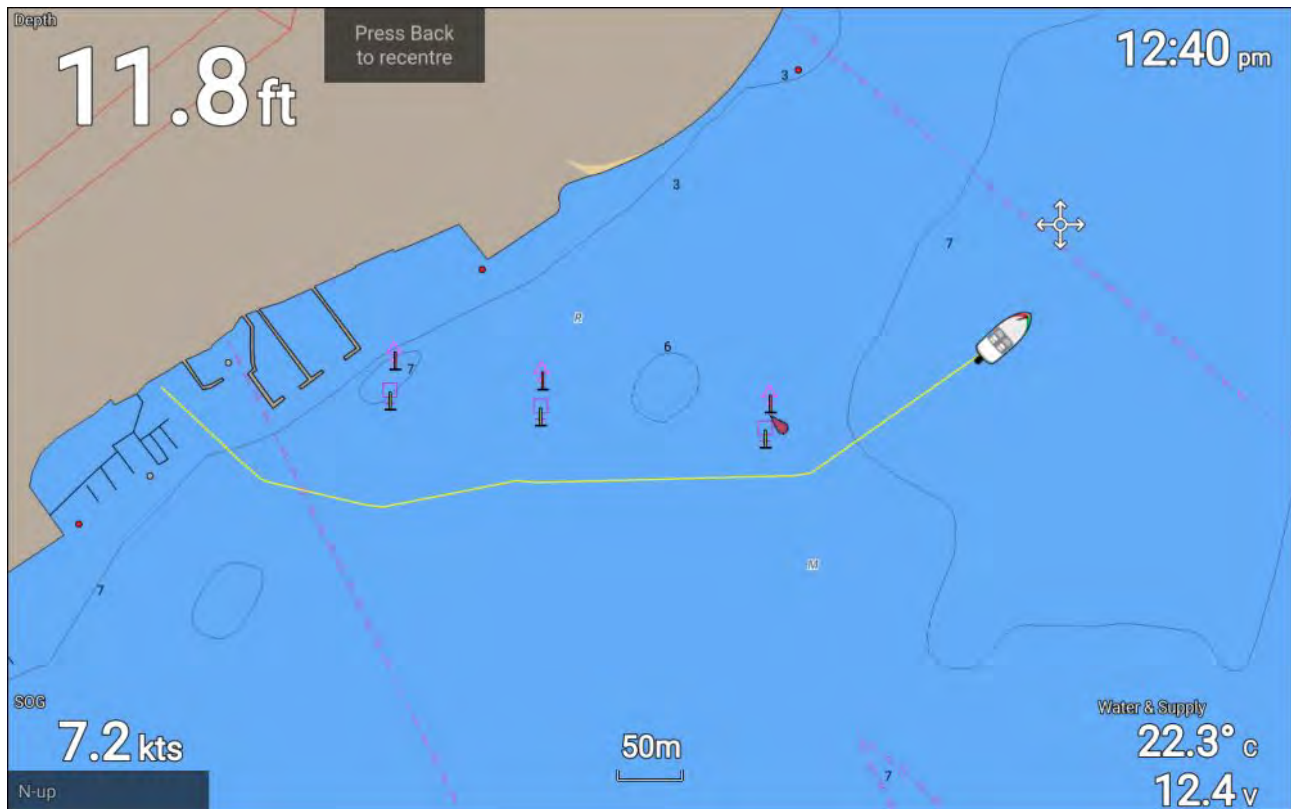 Depth
11.8 ft
Press Back
to recentre
12:40 pm
3
3
7
R
6
7
M
7
SOG
7.2 kts
50m
Water & Supply
22.3° c
12.4 v
7
N-up